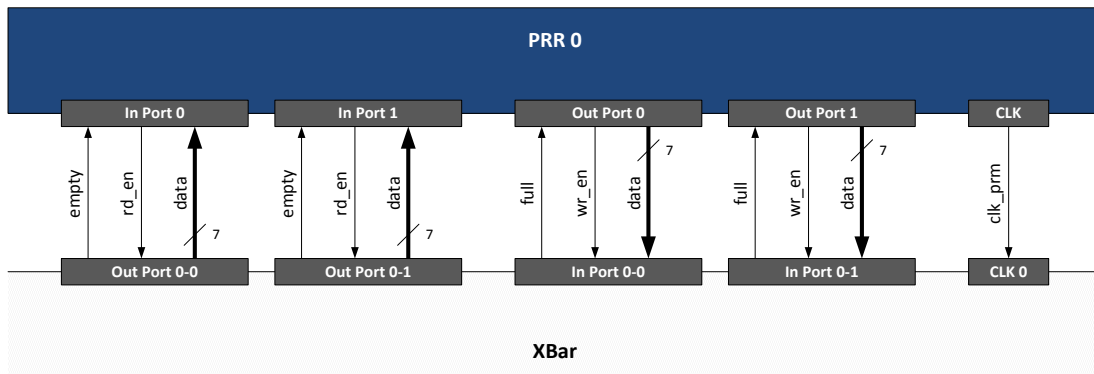 PRR 0
In Port 0
In Port 1
Out Port 0
Out Port 1
CLK
empty
rd_en
data
7
empty
rd_en
data
7
full
wr_en
data
7
full
wr_en
data
7
clk_prm
Out Port 0-0
Out Port 0-1
In Port 0-0
In Port 0-1
CLK 0
XBar